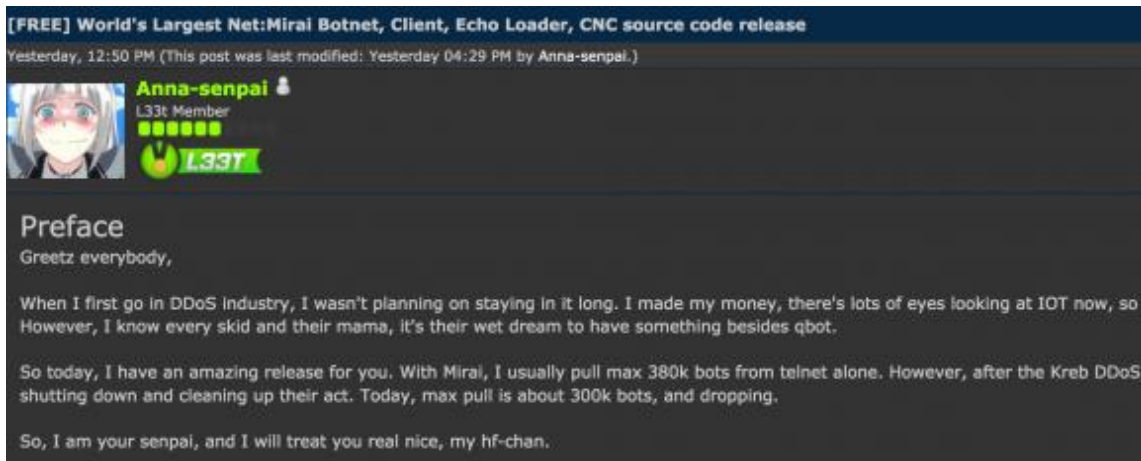 [FREE] World's Largest Net:Mirai Botnet, Client, Echo Loader, CNC source code release
Yesterday, 12:50 PM (This post was last modified: Yesterday 04:29 PM by Anna-senpai.)
Anna-senpai
L33t Member
L33T
Preface
Greetz everybody,
When I first go in DDoS industry, I wasn't planning on staying in it long. I made my money, there's lots of eyes looking at IOT now, so
However, I know every skid and their mama, it's their wet dream to have something besides qbot.
So today, I have an amazing release for you. With Mirai, I usually pull max 380k bots from telnet alone. However, after the Kreb DDoS
shutting down and cleaning up their act. Today, max pull is about 300k bots, and dropping.
So, I am your senpai, and I will treat you real nice, my hf-chan.